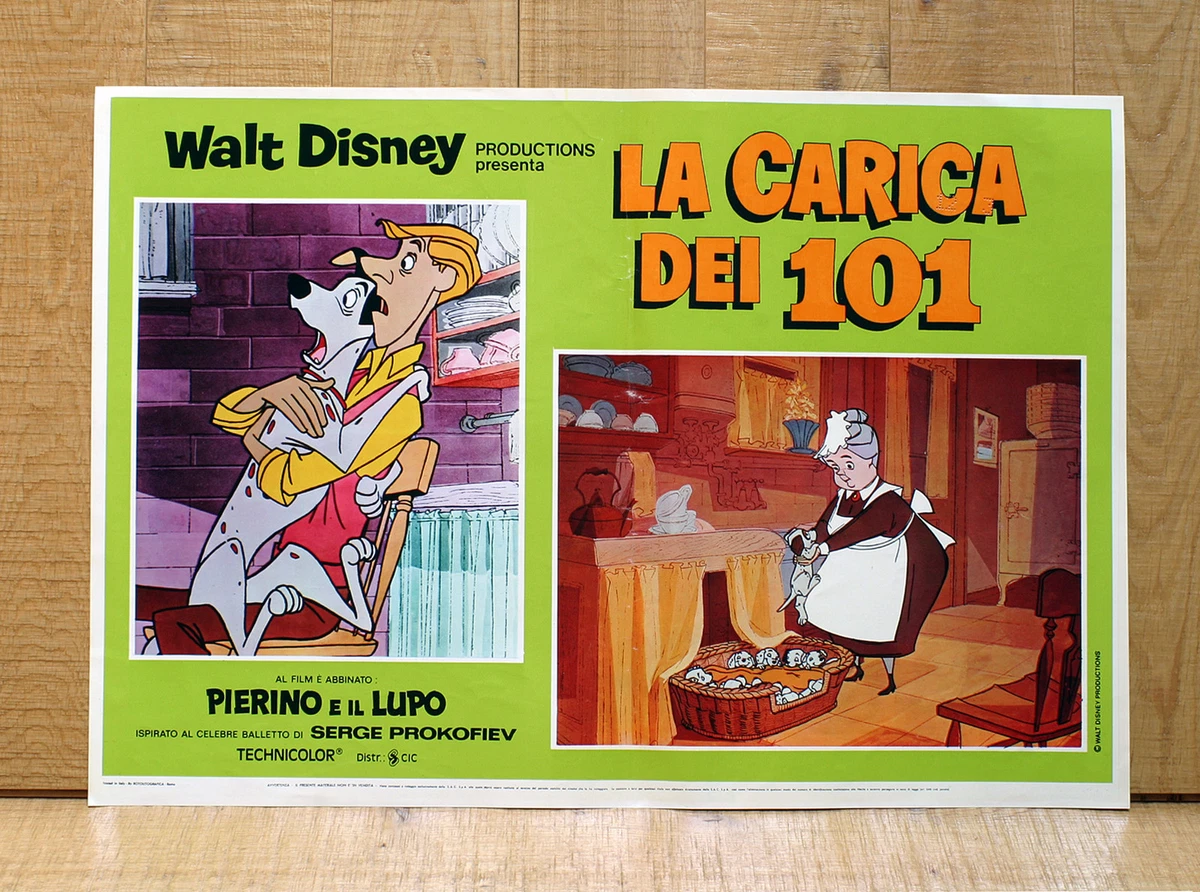 Walt Disney PRODUCTIONS
presenta
LA CARICA
DEI 101
AL FILM È ABBINATO :
PIERINO E IL LUPO
ISPIRATO AL CELEBRE BALLETTO DI SERGE PROKOFIEV
TECHNICOLOR® Distr.: CIC
© WALT DISNEY PRODUCTIONS